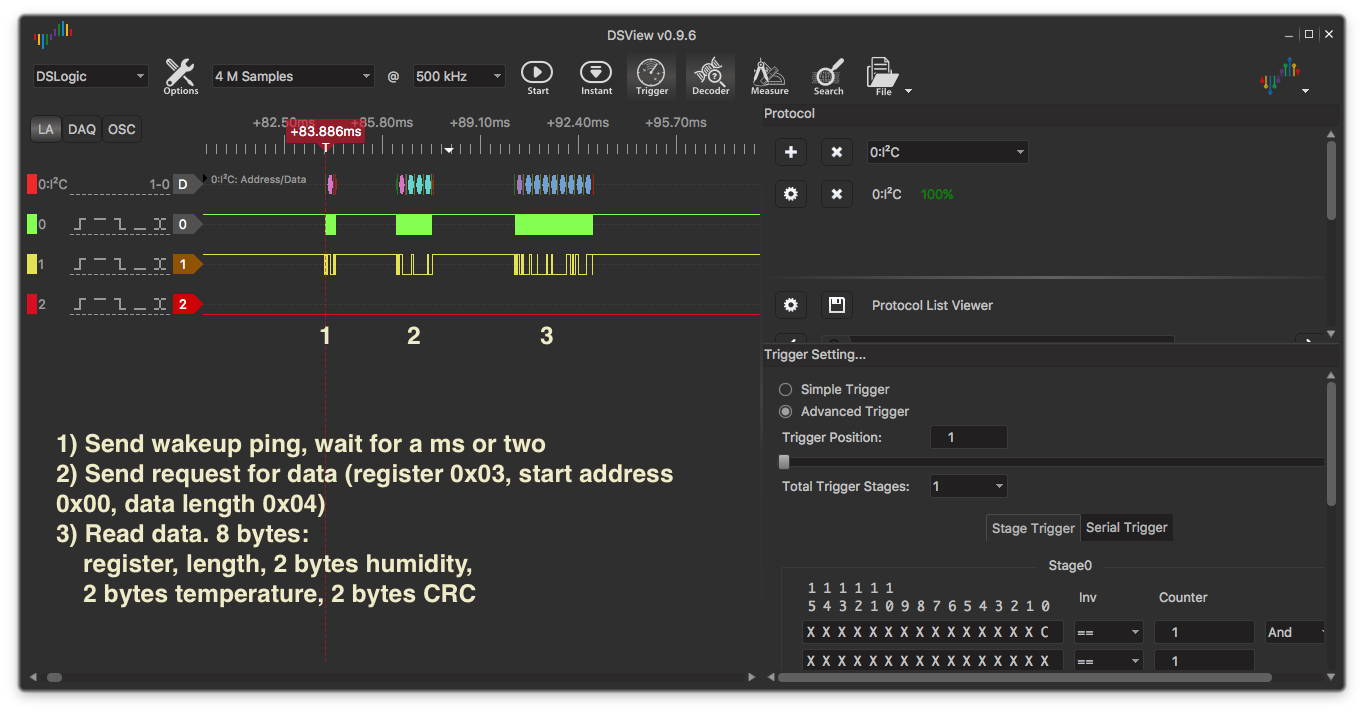 DSView v0.9.6
DSLogic
Options
4 M Samples
@
500 kHz
Start
Instant
Trigger
Decoder
Measure
Search
File
LA DAQ OSC
+82.50ms +85.80ms +89.10ms +92.40ms +95.70ms
+83.886ms
T
0:I²C 1-0 D 0:I²C: Address/Data
0 0
1 1
2 2
1 2 3
1) Send wakeup ping, wait for a ms or two
2) Send request for data (register 0x03, start address
0x00, data length 0x04)
3) Read data. 8 bytes:
register, length, 2 bytes humidity,
2 bytes temperature, 2 bytes CRC
Protocol
0:I²C
0:I²C 100%
Protocol List Viewer
Trigger Setting...
Simple Trigger
Advanced Trigger
Trigger Position: 1
Total Trigger Stages: 1
Stage Trigger Serial Trigger
Stage0
1 1 1 1 1 1
5 4 3 2 1 0 9 8 7 6 5 4 3 2 1 0 Inv Counter
X X X X X X X X X X X X X X X C == 1 And
X X X X X X X X X X X X X X X X == 1